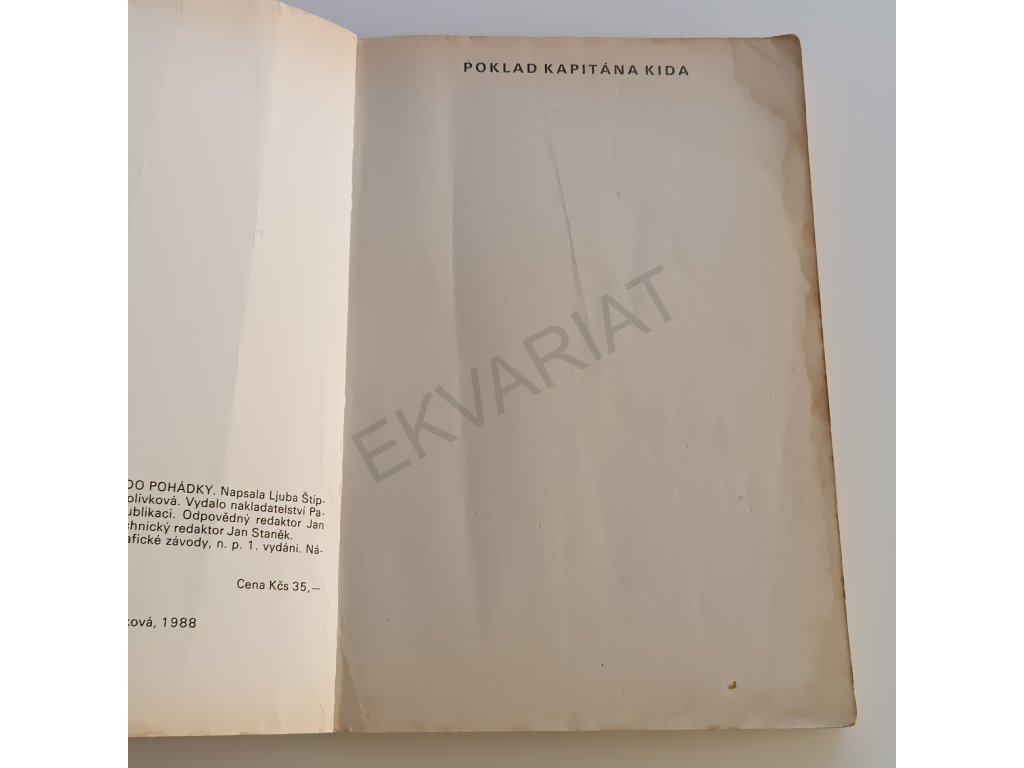 DO POHÁDKY. Napsala Ljuba Štíp-
olívková. Vydalo nakladatelství Pa-
ublikaci. Odpovědný redaktor Jan
chnický redaktor Jan Staněk.
afické závody, n. p. 1. vydání. Ná-
Cena Kčs 35,—
ková, 1988
POKLAD KAPITÁNA KIDA
EKVARIAT